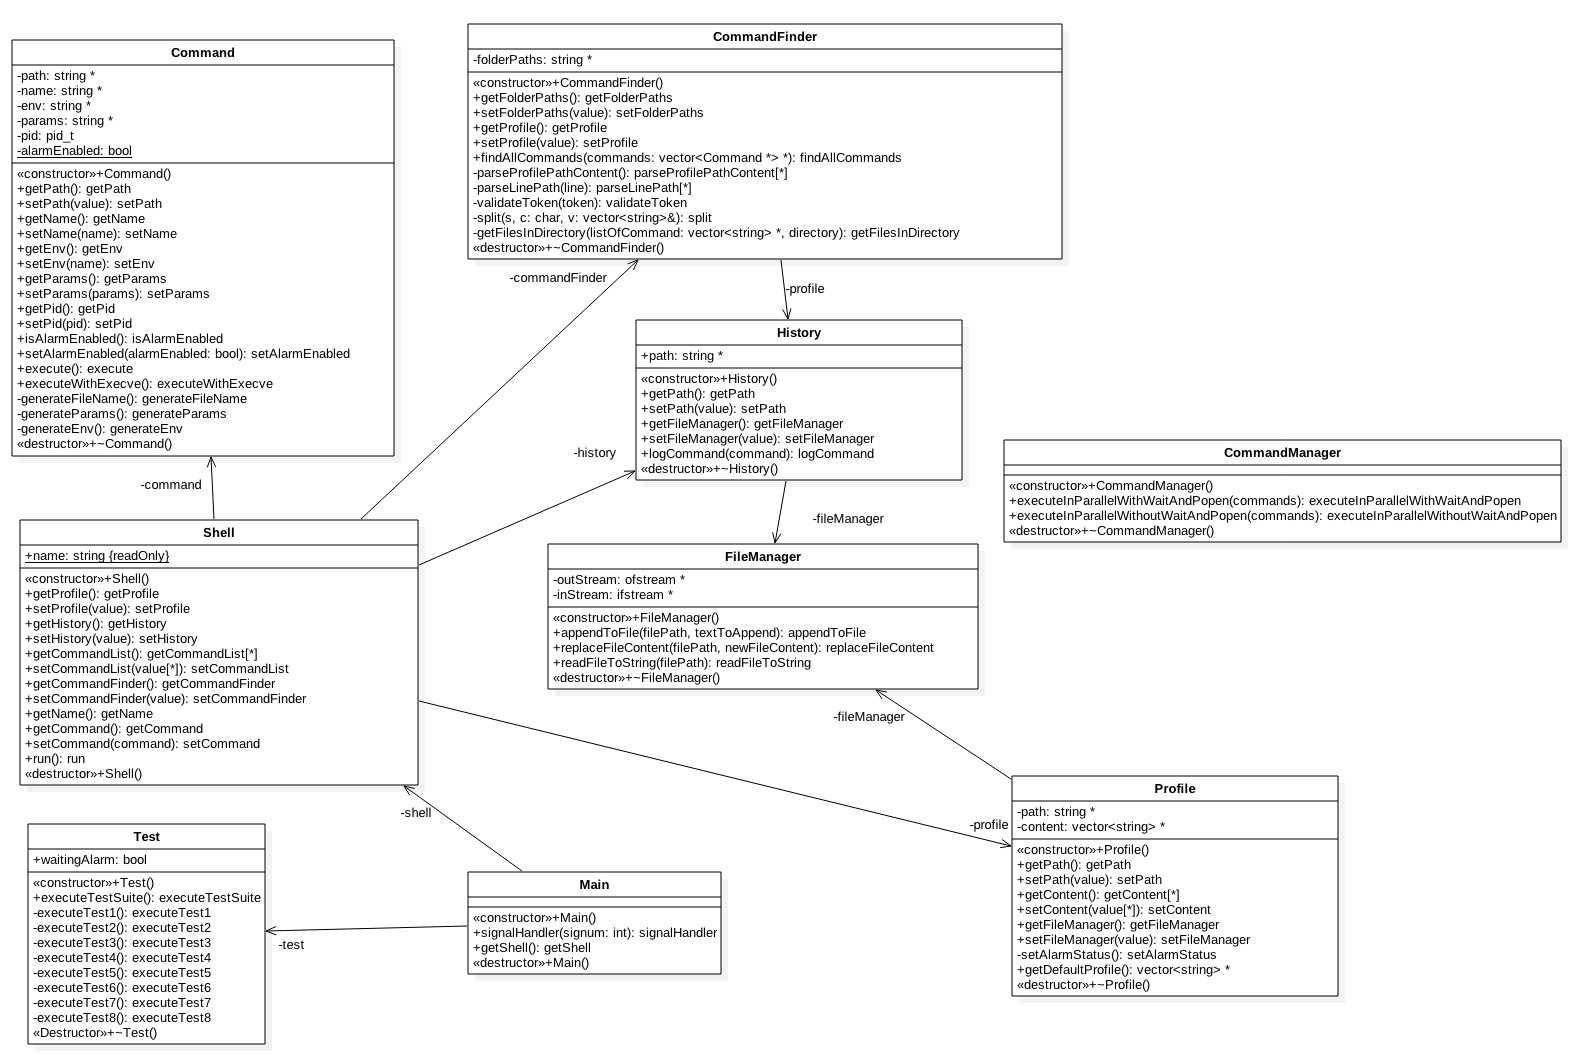 Command
-path: string *
-name: string *
-env: string *
-params: string *
-pid: pid_t
-alarmEnabled: bool
«constructor»+Command()
+getPath(): getPath
+setPath(value): setPath
+getName(): getName
+setName(name): setName
+getEnv(): getEnv
+setEnv(name): setEnv
+getParams(): getParams
+setParams(params): setParams
+getPid(): getPid
+setPid(pid): setPid
+isAlarmEnabled(): isAlarmEnabled
+setAlarmEnabled(alarmEnabled: bool): setAlarmEnabled
+execute(): execute
+executeWithExecve(): executeWithExecve
-generateFileName(): generateFileName
-generateParams(): generateParams
-generateEnv(): generateEnv
«destructor»+~Command()
CommandFinder
-folderPaths: string *
«constructor»+CommandFinder()
+getFolderPaths(): getFolderPaths
+setFolderPaths(value): setFolderPaths
+getProfile(): getProfile
+setProfile(value): setProfile
+findAllCommands(commands: vector<Command *> *): findAllCommands
-parseProfilePathContent(): parseProfilePathContent[*]
-parseLinePath(line): parseLinePath[*]
-validateToken(token): validateToken
-split(s, c: char, v: vector<string>&): split
-getFilesInDirectory(listOfCommand: vector<string> *, directory): getFilesInDirectory
«destructor»+~CommandFinder()
-commandFinder
-profile
History
+path: string *
«constructor»+History()
+getPath(): getPath
+setPath(value): setPath
+getFileManager(): getFileManager
+setFileManager(value): setFileManager
+logCommand(command): logCommand
«destructor»+~History()
-history
-command
-fileManager
CommandManager
«constructor»+CommandManager()
+executeInParallelWithWaitAndPopen(commands): executeInParallelWithWaitAndPopen
+executeInParallelWithoutWaitAndPopen(commands): executeInParallelWithoutWaitAndPopen
«destructor»+~CommandManager()
Shell
+name: string {readOnly}
«constructor»+Shell()
+getProfile(): getProfile
+setProfile(value): setProfile
+getHistory(): getHistory
+setHistory(value): setHistory
+getCommandList(): getCommandList[*]
+setCommandList(value[*]): setCommandList
+getCommandFinder(): getCommandFinder
+setCommandFinder(value): setCommandFinder
+getName(): getName
+getCommand(): getCommand
+setCommand(command): setCommand
+run(): run
«destructor»+Shell()
FileManager
-outStream: ofstream *
-inStream: ifstream *
«constructor»+FileManager()
+appendToFile(filePath, textToAppend): appendToFile
+replaceFileContent(filePath, newFileContent): replaceFileContent
+readFileToString(filePath): readFileToString
«destructor»+~FileManager()
-fileManager
-profile
-shell
Profile
-path: string *
-content: vector<string> *
«constructor»+Profile()
+getPath(): getPath
+setPath(value): setPath
+getContent(): getContent[*]
+setContent(value[*]): setContent
+getFileManager(): getFileManager
+setFileManager(value): setFileManager
-setAlarmStatus(): setAlarmStatus
+getDefaultProfile(): vector<string> *
«destructor»+~Profile()
Test
+waitingAlarm: bool
«constructor»+Test()
+executeTestSuite(): executeTestSuite
-executeTest1(): executeTest1
-executeTest2(): executeTest2
-executeTest3(): executeTest3
-executeTest4(): executeTest4
-executeTest5(): executeTest5
-executeTest6(): executeTest6
-executeTest7(): executeTest7
-executeTest8(): executeTest8
«Destructor»+~Test()
-test
Main
«constructor»+Main()
+signalHandler(signum: int): signalHandler
+getShell(): getShell
«destructor»+Main()